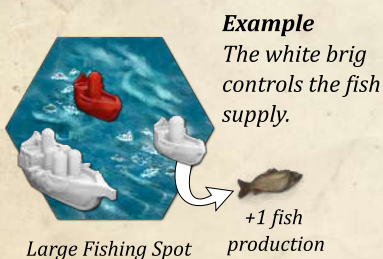 Example
The white brig
controls the fish
supply.
+1 fish
production
Large Fishing Spot